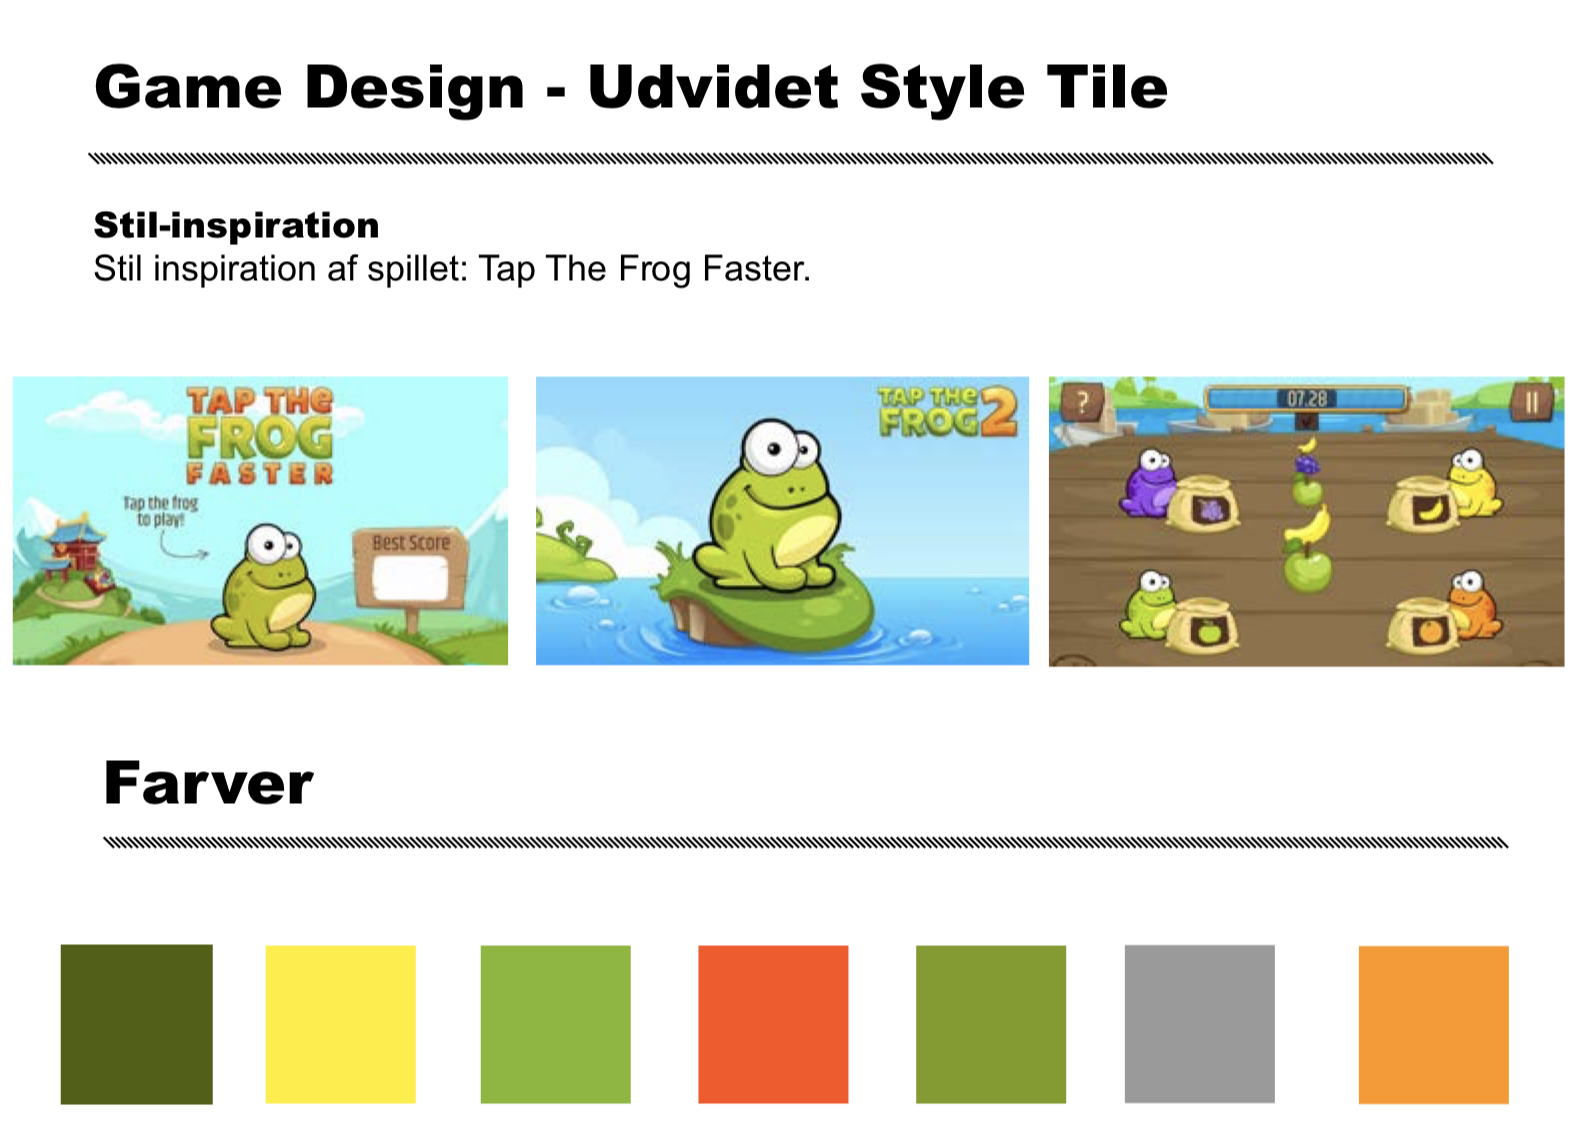 Game Design - Udvidet Style Tile
Stil-inspiration
Stil inspiration af spillet: Tap The Frog Faster.
TAP THe
FROG
FASTER
Tap the frog
to play!
Best Score
TAP THe
FROG 2
?
07.28
Farver